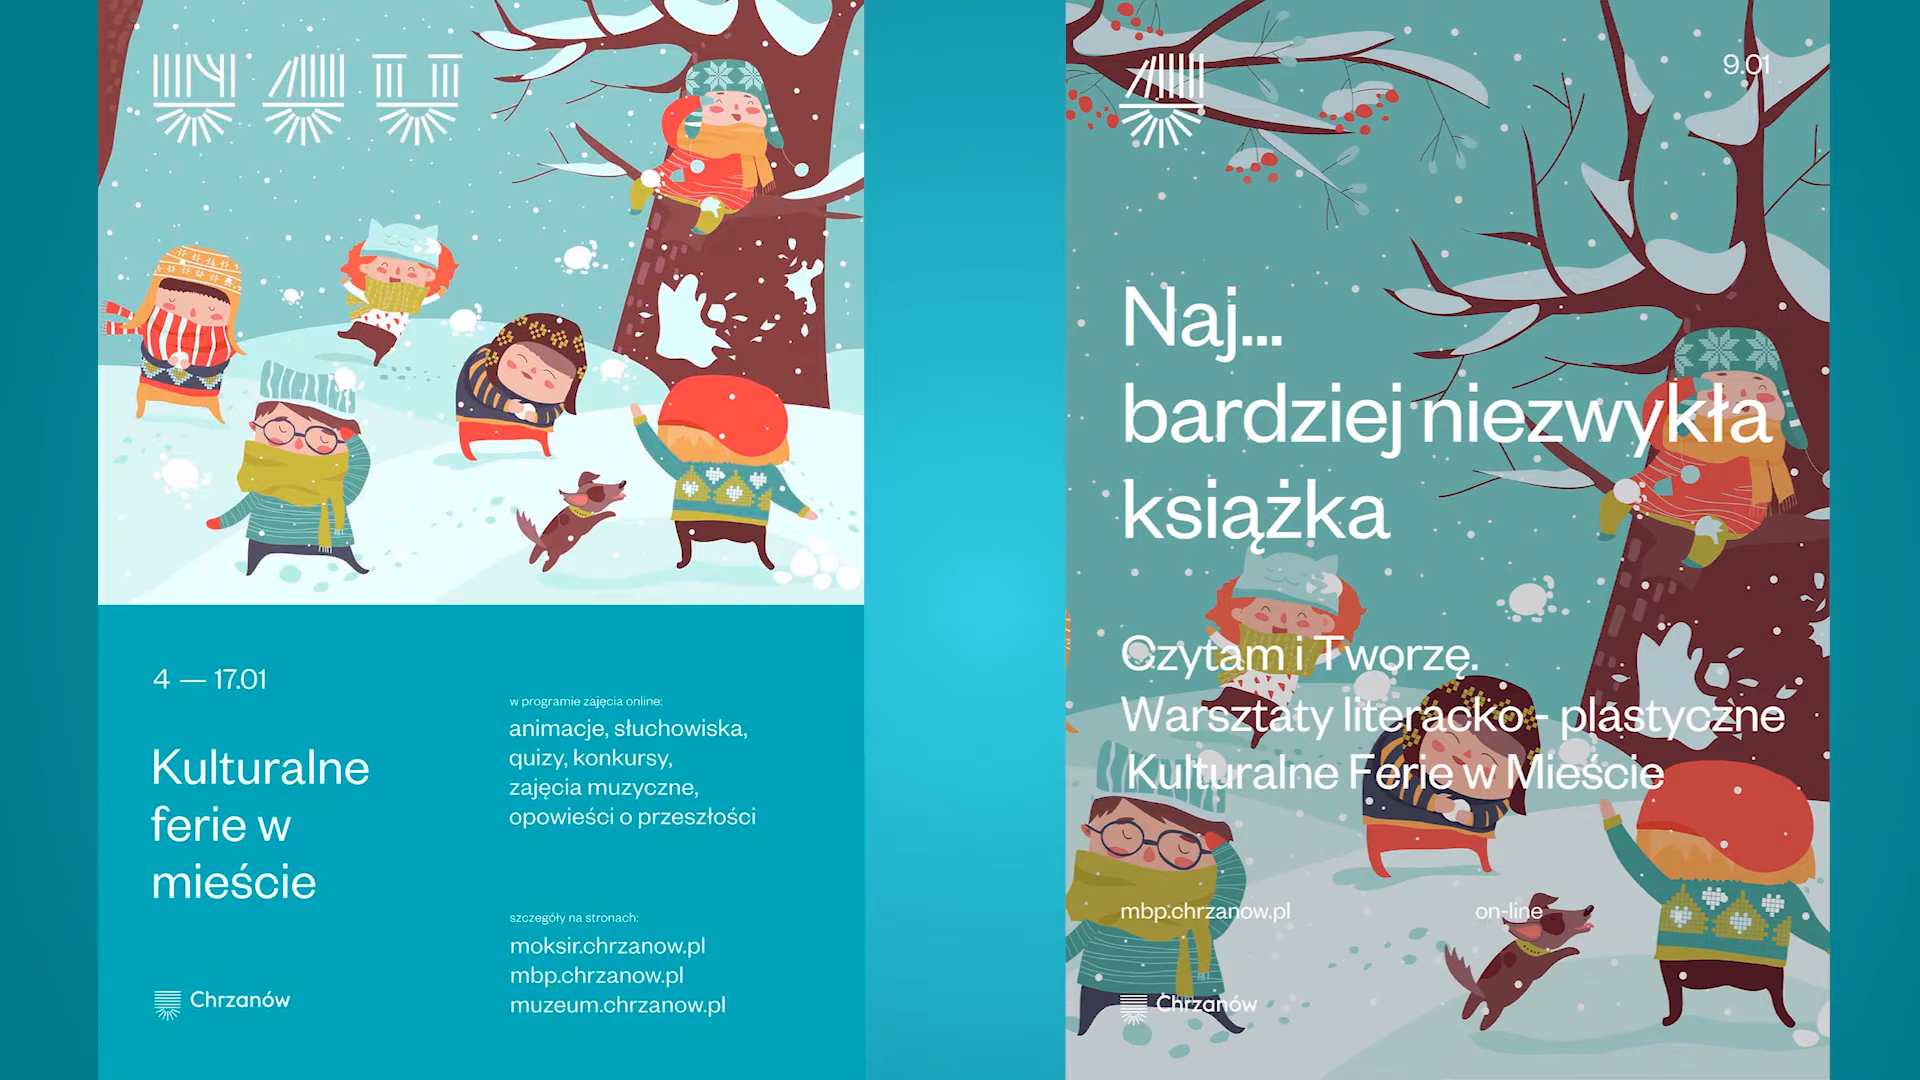 4 — 17.01
Kulturalne
ferie w
mieście
Chrzanów
w programie zajęcia online:
animacje, słuchowiska,
quizy, konkursy,
zajęcia muzyczne,
opowieści o przeszłości
szczegóły na stronach:
moksir.chrzanow.pl
mbp.chrzanow.pl
muzeum.chrzanow.pl
9.01
Naj...
bardziej niezwykła
książka
Czytam i Tworzę.
Warsztaty literacko - plastyczne
Kulturalne Ferie w Mieście
mbp.chrzanow.pl
on-line
Chrzanów